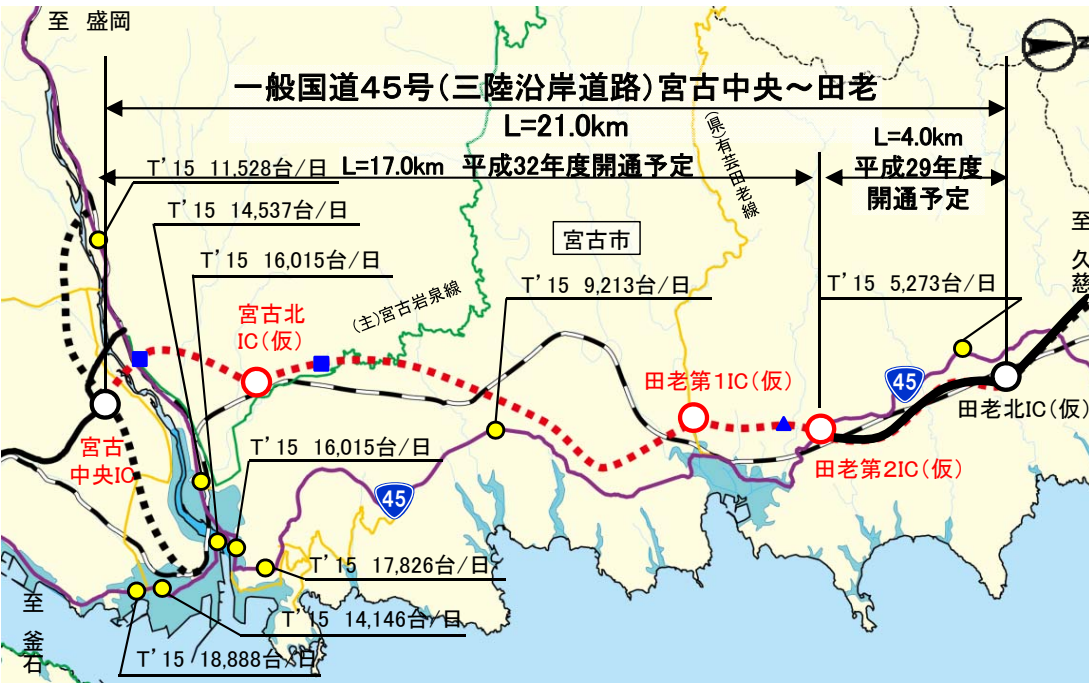 至 盛岡
一般国道45号(三陸沿岸道路)宮古中央～田老
L=21.0km
L=4.0km
平成29年度
開通予定
L=17.0km 平成32年度開通予定
(県)有芸田老線
T'15 11,528台/日
T'15 14,537台/日
T'15 16,015台/日
宮古市
T'15 9,213台/日
T'15 5,273台/日
至 久慈
宮古北
IC(仮)
(主)宮古岩泉線
田老第1IC(仮)
45
田老北IC(仮)
宮古
中央IC
田老第2IC(仮)
T'15 16,015台/日
45
T'15 17,826台/日
T'15 14,146台/日
T'15 18,888台/日
至 釜石